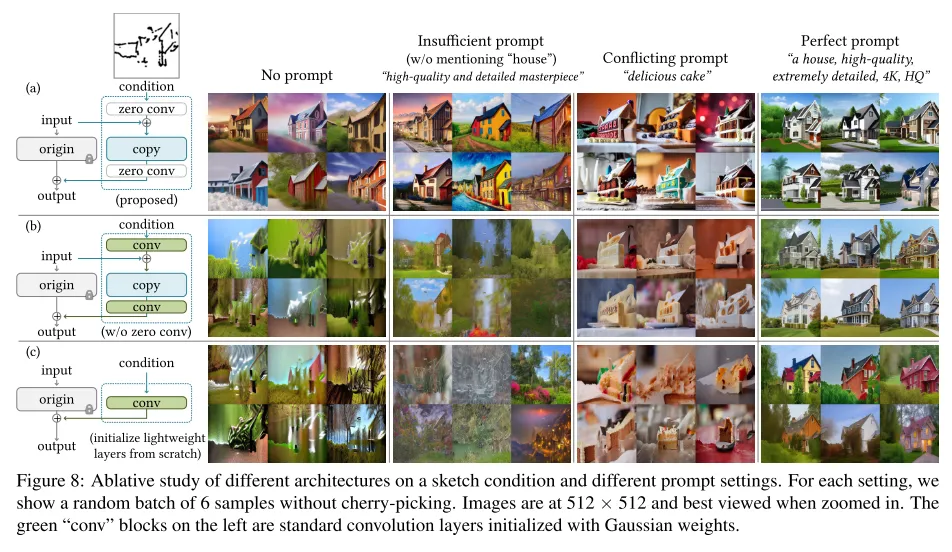 No prompt
Insufficient prompt
(w/o mentioning “house”)
“high-quality and detailed masterpiece”
Conflicting prompt
“delicious cake”
Perfect prompt
“a house, high-quality,
extremely detailed, 4K, HQ”
(a)
condition
zero conv
input
origin
copy
zero conv
output
(proposed)
(b)
condition
conv
input
origin
copy
conv
output
(w/o zero conv)
(c)
input
condition
origin
conv
output
(initialize lightweight
layers from scratch)
Figure 8: Ablative study of different architectures on a sketch condition and different prompt settings. For each setting, we
show a random batch of 6 samples without cherry-picking. Images are at 512 × 512 and best viewed when zoomed in. The
green “conv” blocks on the left are standard convolution layers initialized with Gaussian weights.